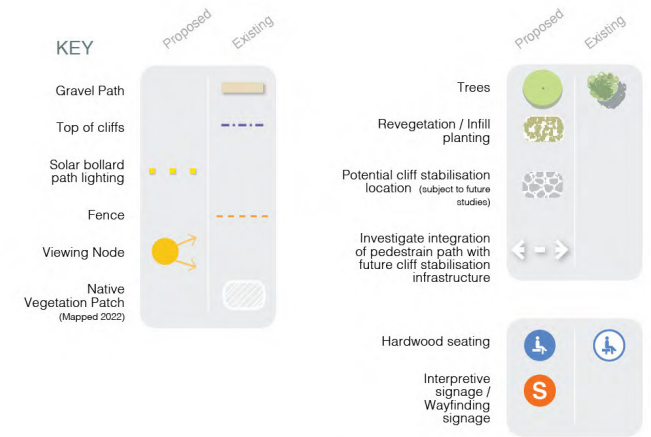 KEY
Proposed
Existing
Gravel Path
Top of cliffs
Solar bollard
path lighting
Fence
Viewing Node
Native
Vegetation Patch
(Mapped 2022)
Proposed
Existing
Trees
Revegetation / Infill
planting
Potential cliff stabilisation
location (subject to future
studies)
Investigate integration
of pedestrain path with
future cliff stabilisation
infrastructure
Hardwood seating
Interpretive
signage /
Wayfinding
signage
S